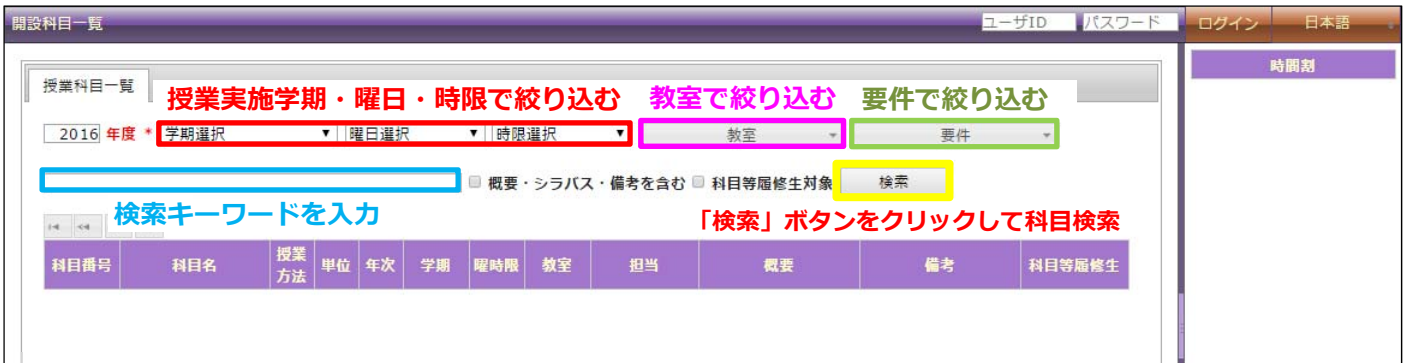 開設科目一覧 ユーザID パスワード ログイン 日本語
時間割
授業科目一覧
授業実施学期・曜日・時限で絞り込む 教室で絞り込む 要件で絞り込む
2016 年度 * 学期選択 曜日選択 時限選択 教室 要件
概要・シラバス・備考を含む 科目等履修生対象 検索
検索キーワードを入力 「検索」ボタンをクリックして科目検索
科目番号 科目名 授業方法 単位 年次 学期 曜時限 教室 担当 概要 備考 科目等履修生